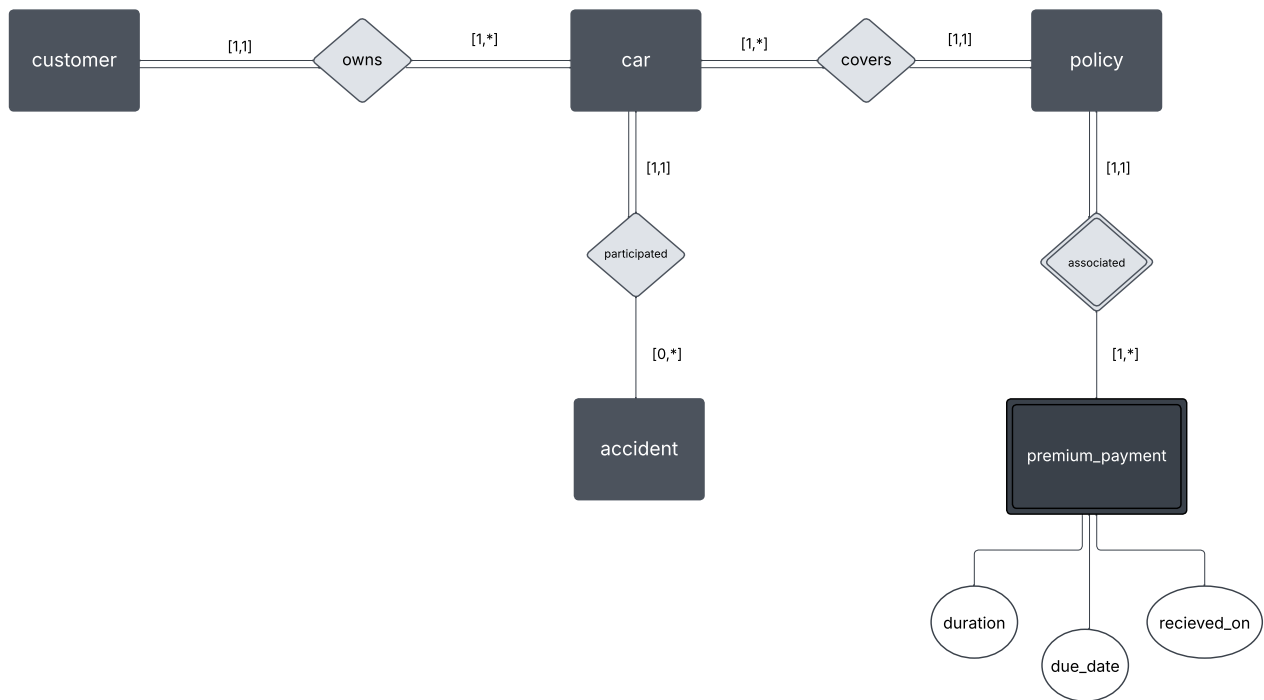 customer
[1,1]
owns
[1,*]
car
[1,*]
covers
[1,1]
policy
[1,1]
[1,1]
participated
associated
[0,*]
[1,*]
accident
premium_payment
duration
due_date
recieved_on